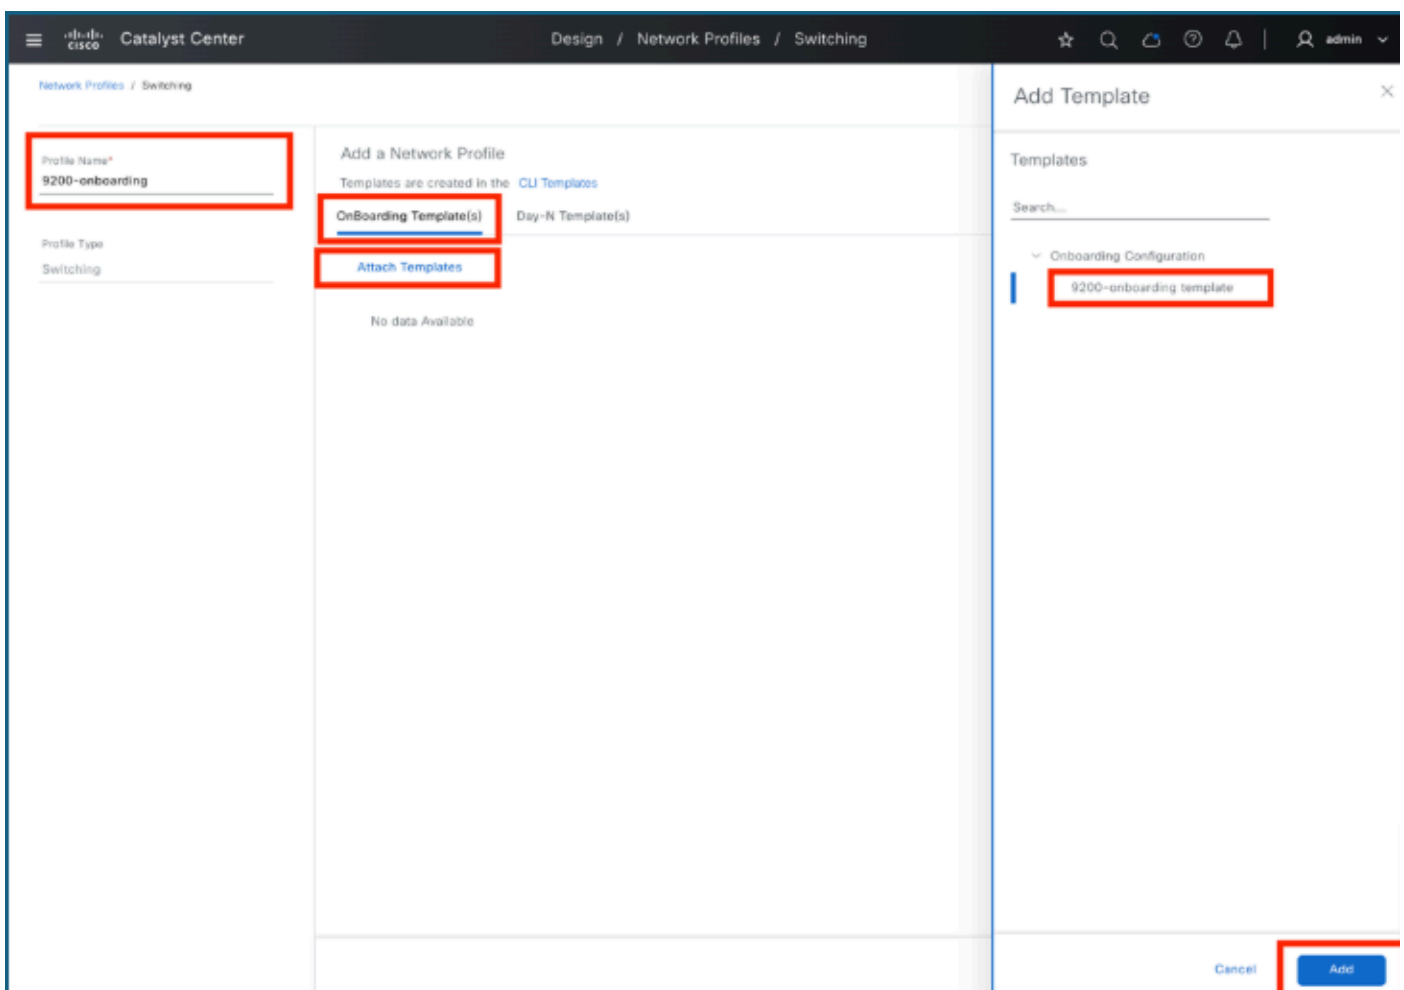 cisco Catalyst Center
Design / Network Profiles / Switching
admin
Network Profiles / Switching
Profile Name*
9200-onboarding
Profile Type
Switching
Add a Network Profile
Templates are created in the CLI Templates
OnBoarding Template(s) Day-N Template(s)
Attach Templates
No data Available
Add Template
Templates
Search...
Onboarding Configuration
9200-onboarding template
Cancel Add